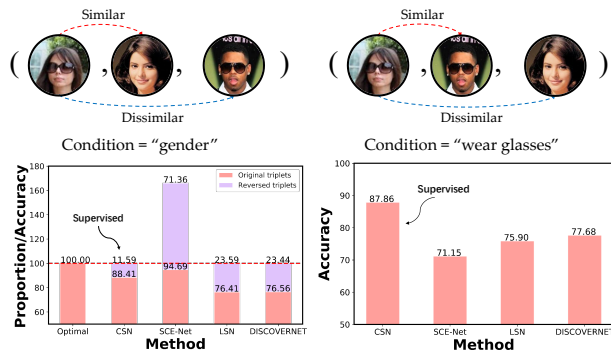 Similar
( , , )
Dissimilar
Condition = “gender”
Similar
( , , )
Dissimilar
Condition = “wear glasses”
Proportion/Accuracy
180
160
140
120
100
80
60
Original triplets
Reversed triplets
Supervised
71.36
100.00
11.59
88.41
94.69
23.59
76.41
23.44
76.56
Optimal CSN SCE-Net LSN DISCOVERNET
Method
Accuracy
100
90
80
70
60
50
Supervised
87.86
71.15
75.90
77.68
CSN SCE-Net LSN DISCOVERNET
Method